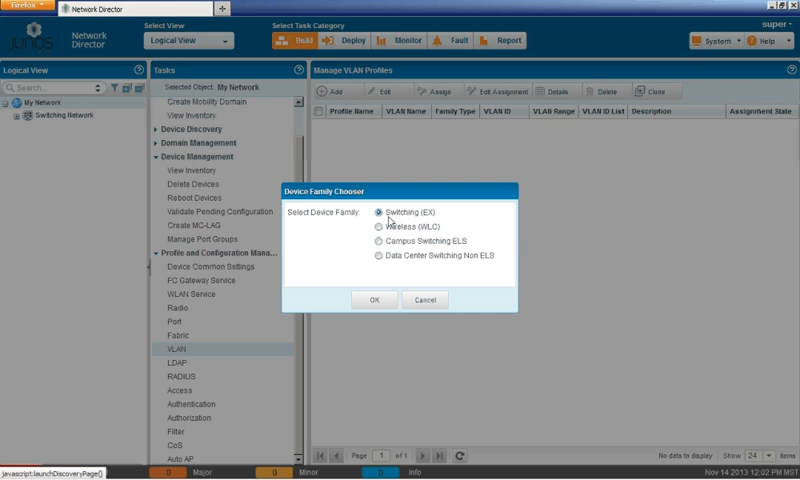 Firefox
Network Director
JUNOS
Network
Director
Select View
Logical View
Select Task Category
Build
Deploy
Monitor
Fault
Report
super
System
Help
Logical View
Search...
My Network
Switching Network
Tasks
Selected Object: My Network
Create Mobility Domain
View Inventory
Device Discovery
Domain Management
Device Management
View Inventory
Delete Devices
Reboot Devices
Validate Pending Configuration
Create MC-LAG
Manage Port Groups
Profile and Configuration Mana...
Device Common Settings
FC Gateway Service
WLAN Service
Radio
Port
Fabric
VLAN
LDAP
RADIUS
Access
Authentication
Authorization
Filter
CoS
Auto AP
Manage VLAN Profiles
Add
Edit
Assign
Edit Assignment
Details
Delete
Clone
Profile Name
VLAN Name
Family Type
VLAN ID
VLAN Range
VLAN ID List
Description
Assignment State
Device Family Chooser
Select Device Family:
Switching (EX)
Wireless (WLC)
Campus Switching ELS
Data Center Switching Non ELS
OK
Cancel
Page 1 of 1
No data to display
Show 24 items
javascript:launchDiscoveryPage()
0 Major
0 Minor
0 Info
Nov 14 2013 12:02 PM MST